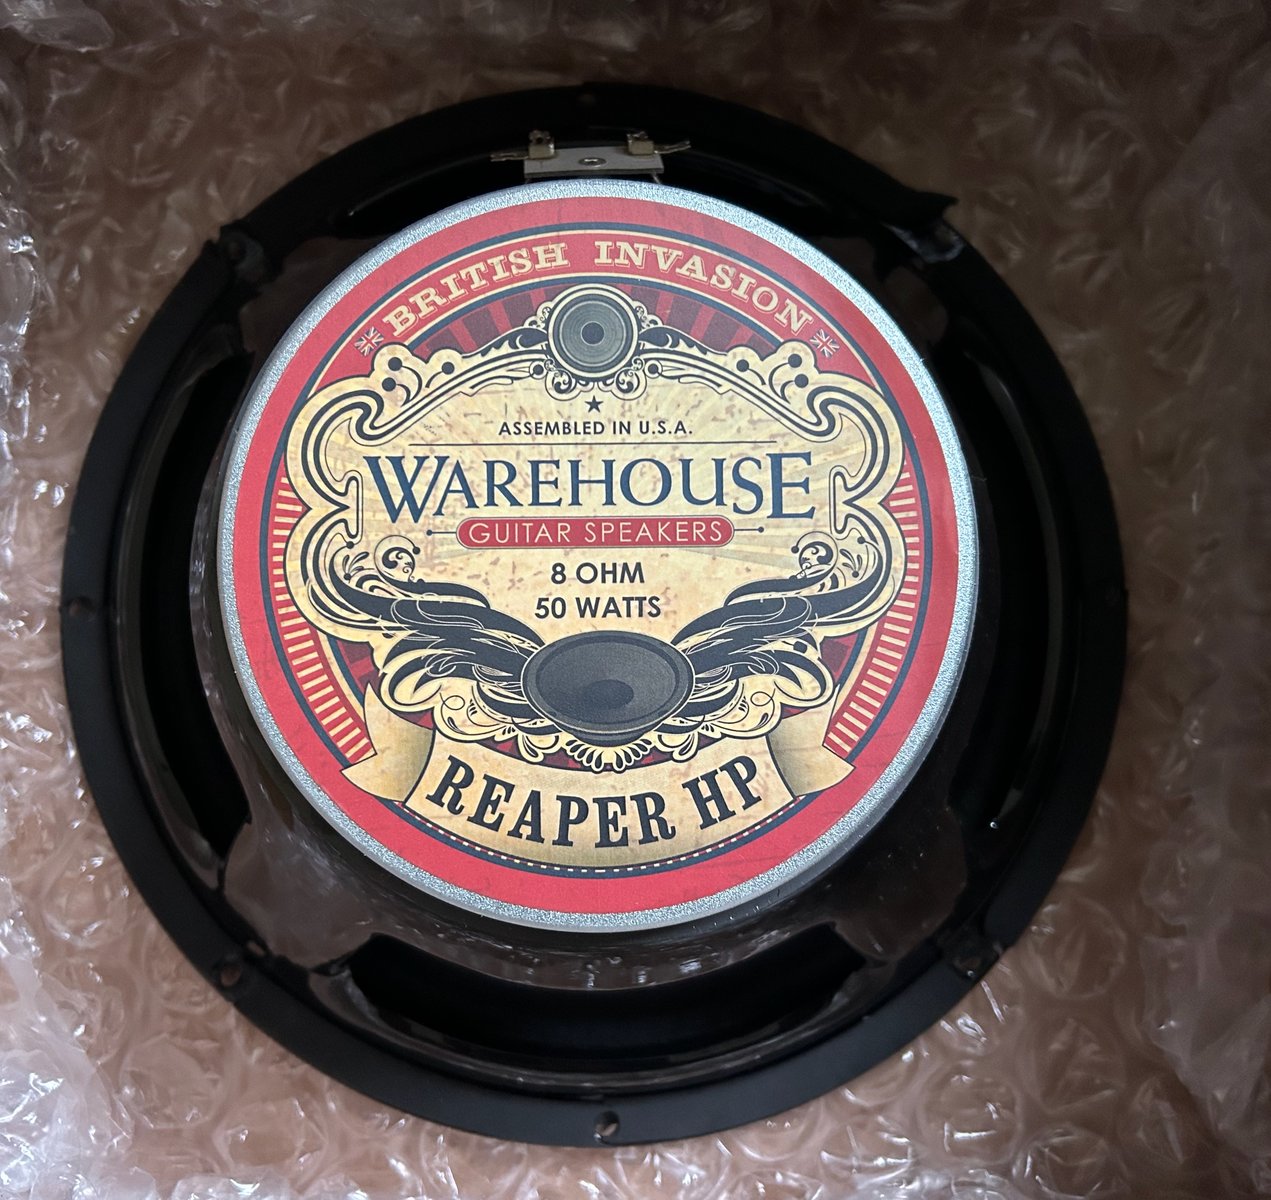 BRITISH INVASION
ASSEMBLED IN U.S.A.
WAREHOUSE
GUITAR SPEAKERS
8 OHM
50 WATTS
REAPER HP